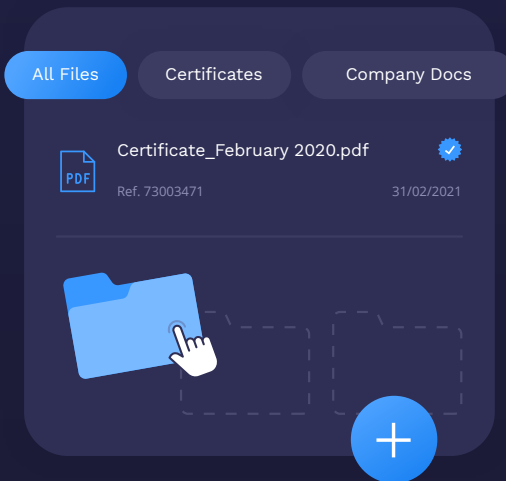 All Files
Certificates
Company Docs
Certificate_February 2020.pdf
PDF
Ref. 73003471
31/02/2021